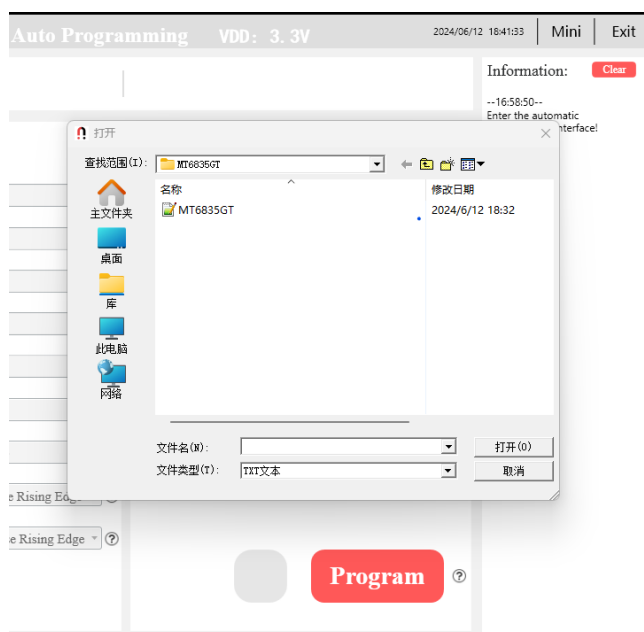 Auto Programming VDD: 3.3V 2024/06/12 18:41:33 Mini Exit
Information: Clear
--16:58:50--
Enter the automatic
nterface!
打开
查找范围(I): MT6835GT
名称 修改日期
MT6835GT 2024/6/12 18:32
主文件夹
桌面
库
此电脑
网络
文件名(N): 打开(O)
文件类型(T): TXT文本 取消
e Rising Edge
e Rising Edge
Program